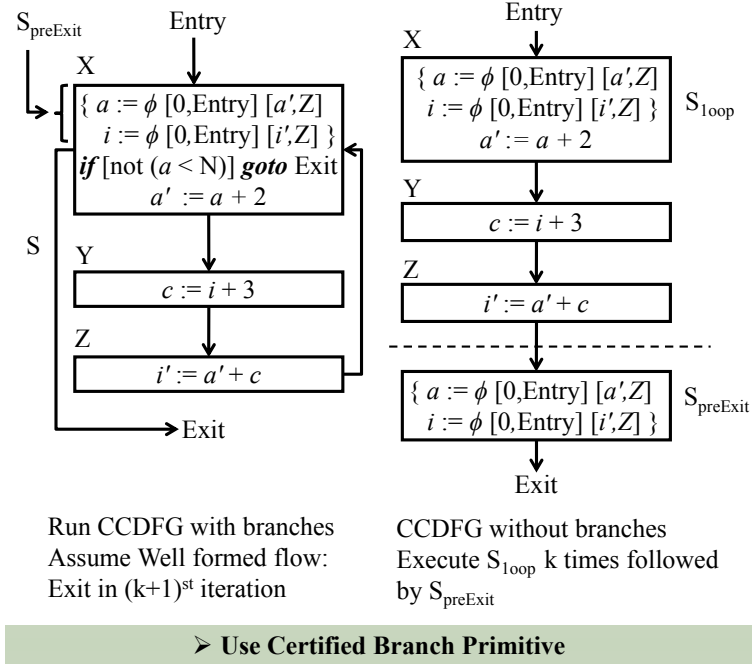 S_preExit
Entry
X
{ a := ϕ [0,Entry] [a′,Z]
i := ϕ [0,Entry] [i′,Z] }
if [not (a < N)] goto Exit
a′ := a + 2
S
Y
c := i + 3
Z
i′ := a′ + c
Exit
Run CCDFG with branches
Assume Well formed flow:
Exit in (k+1)st iteration
Entry
X
{ a := ϕ [0,Entry] [a′,Z]
i := ϕ [0,Entry] [i′,Z] }
a′ := a + 2
S_loop
Y
c := i + 3
Z
i′ := a′ + c
{ a := ϕ [0,Entry] [a′,Z]
i := ϕ [0,Entry] [i′,Z] }
S_preExit
Exit
CCDFG without branches
Execute S_loop k times followed
by S_preExit
➢ Use Certified Branch Primitive